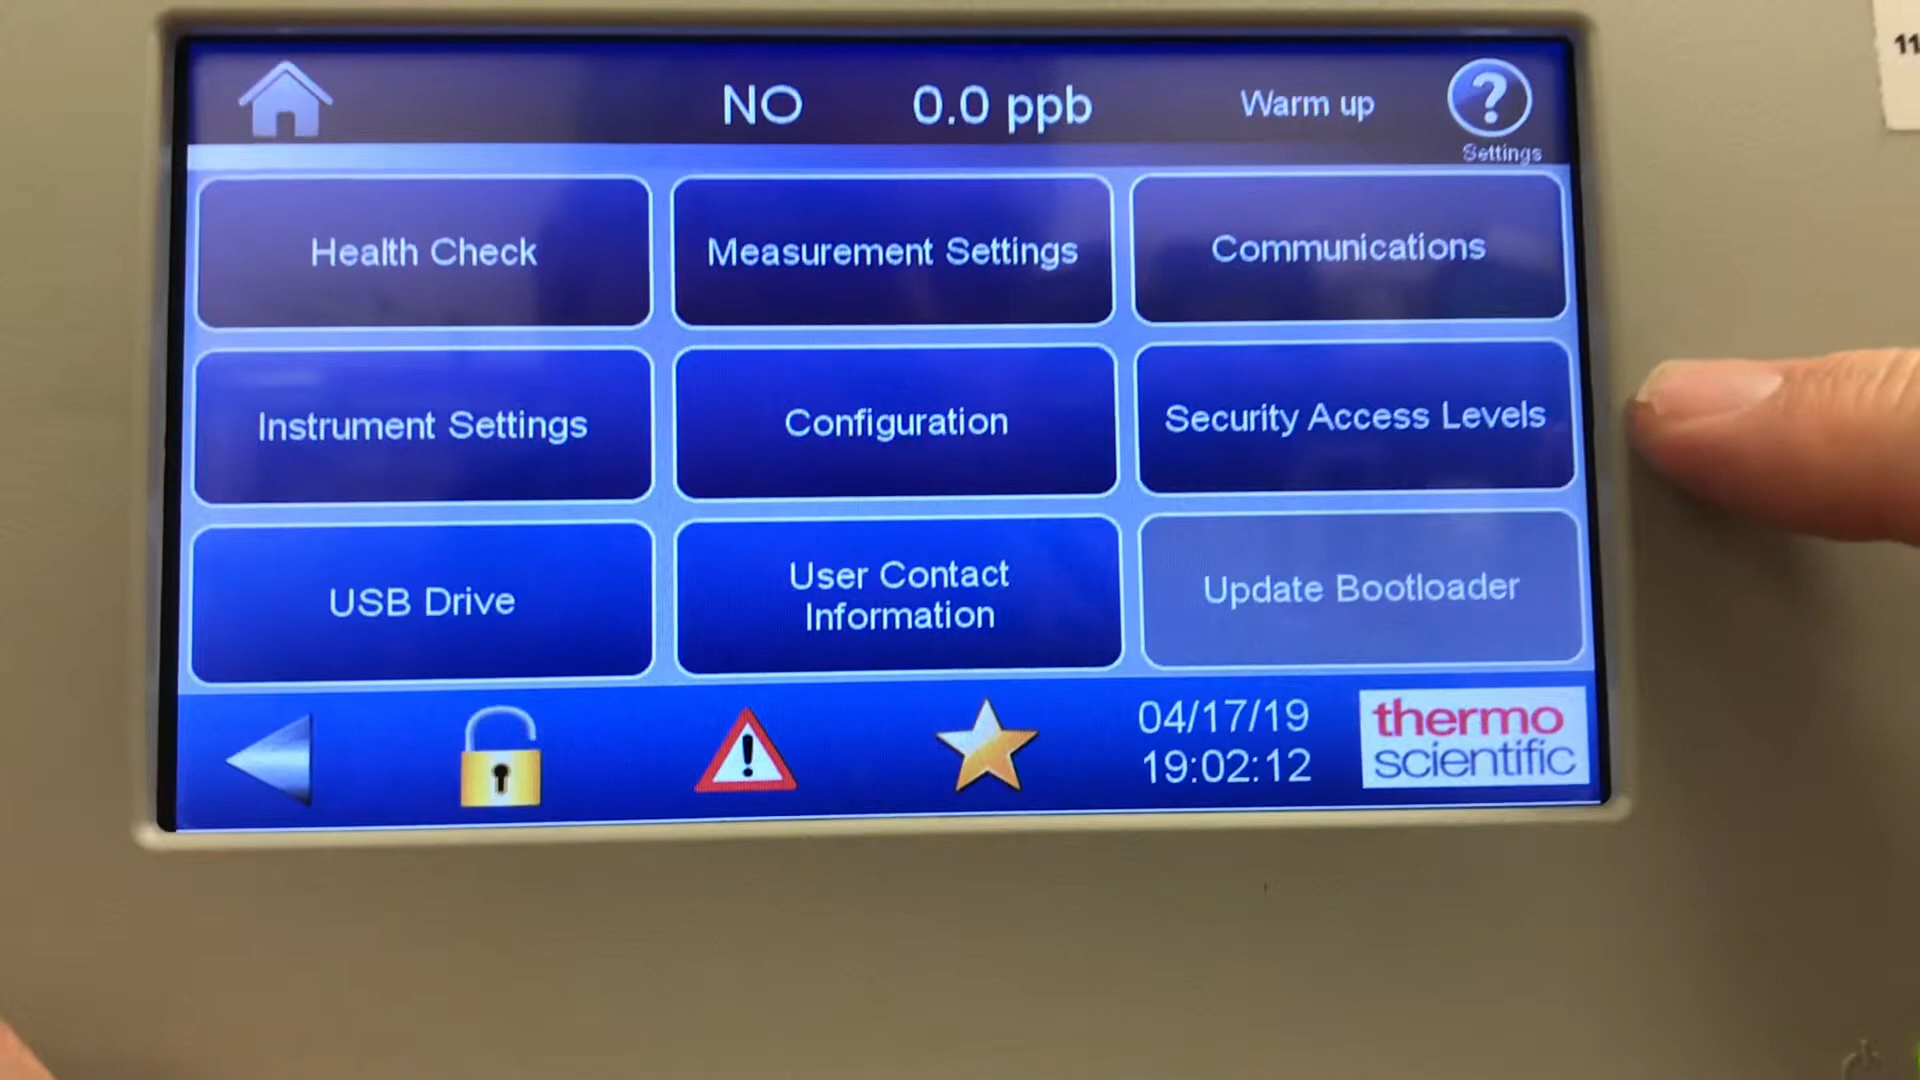 NO 0.0 ppb Warm up ?
Settings
Health Check
Measurement Settings
Communications
Instrument Settings
Configuration
Security Access Levels
USB Drive
User Contact
Information
Update Bootloader
!
04/17/19
19:02:12
thermo
scientific
11